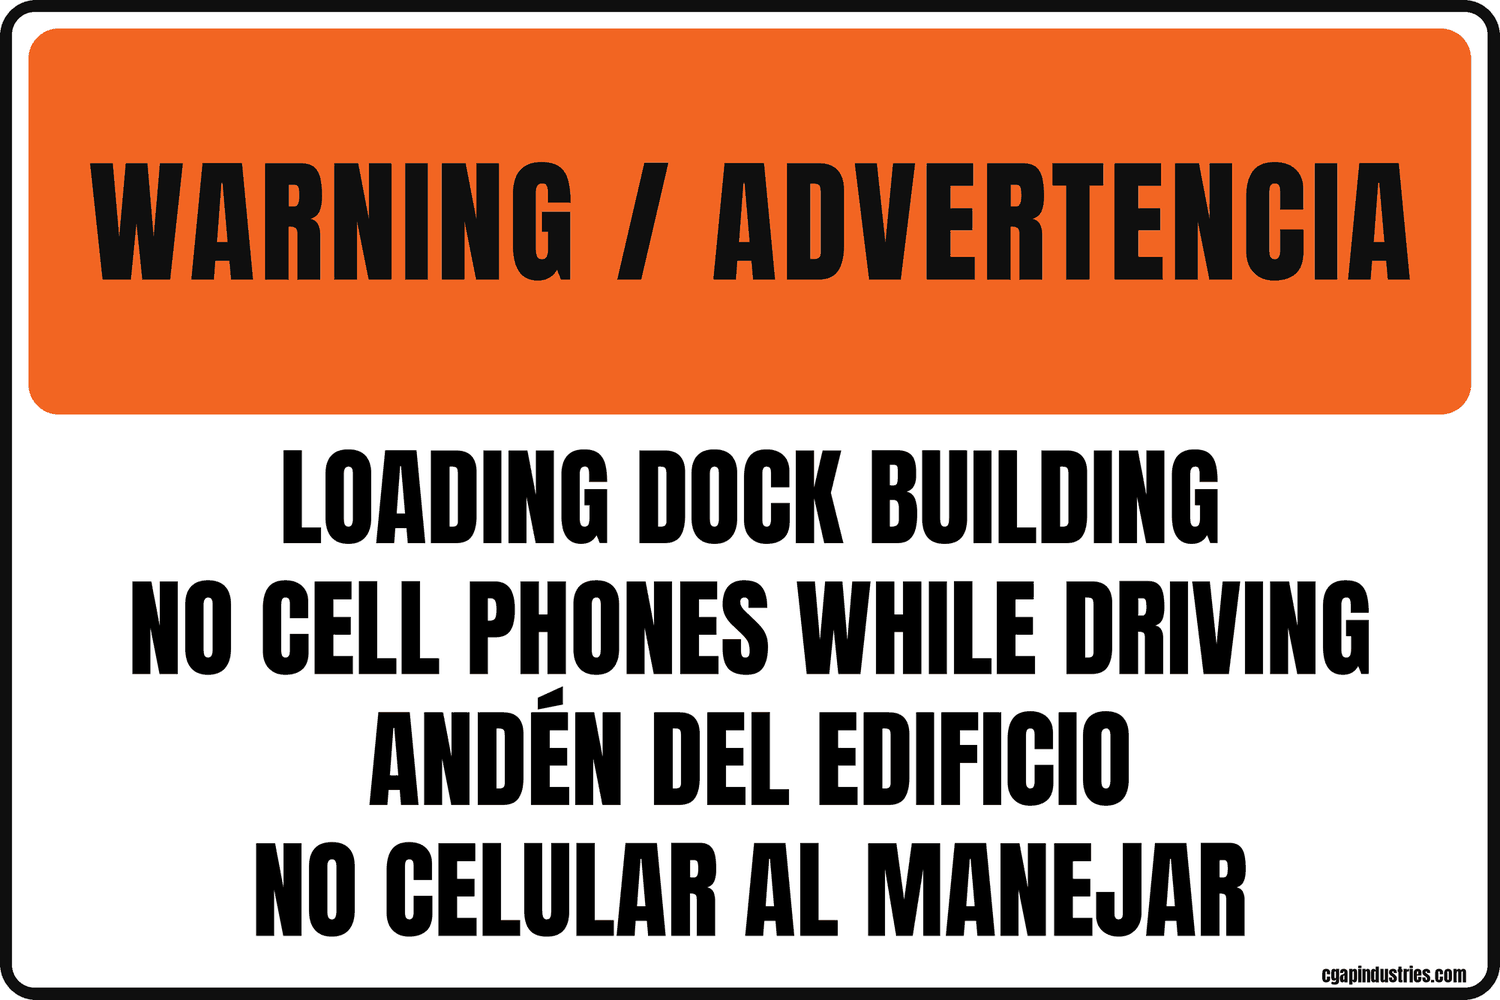 WARNING / ADVERTENCIA
LOADING DOCK BUILDING
NO CELL PHONES WHILE DRIVING
ANDÉN DEL EDIFICIO
NO CELULAR AL MANEJAR
cgapindustries.com